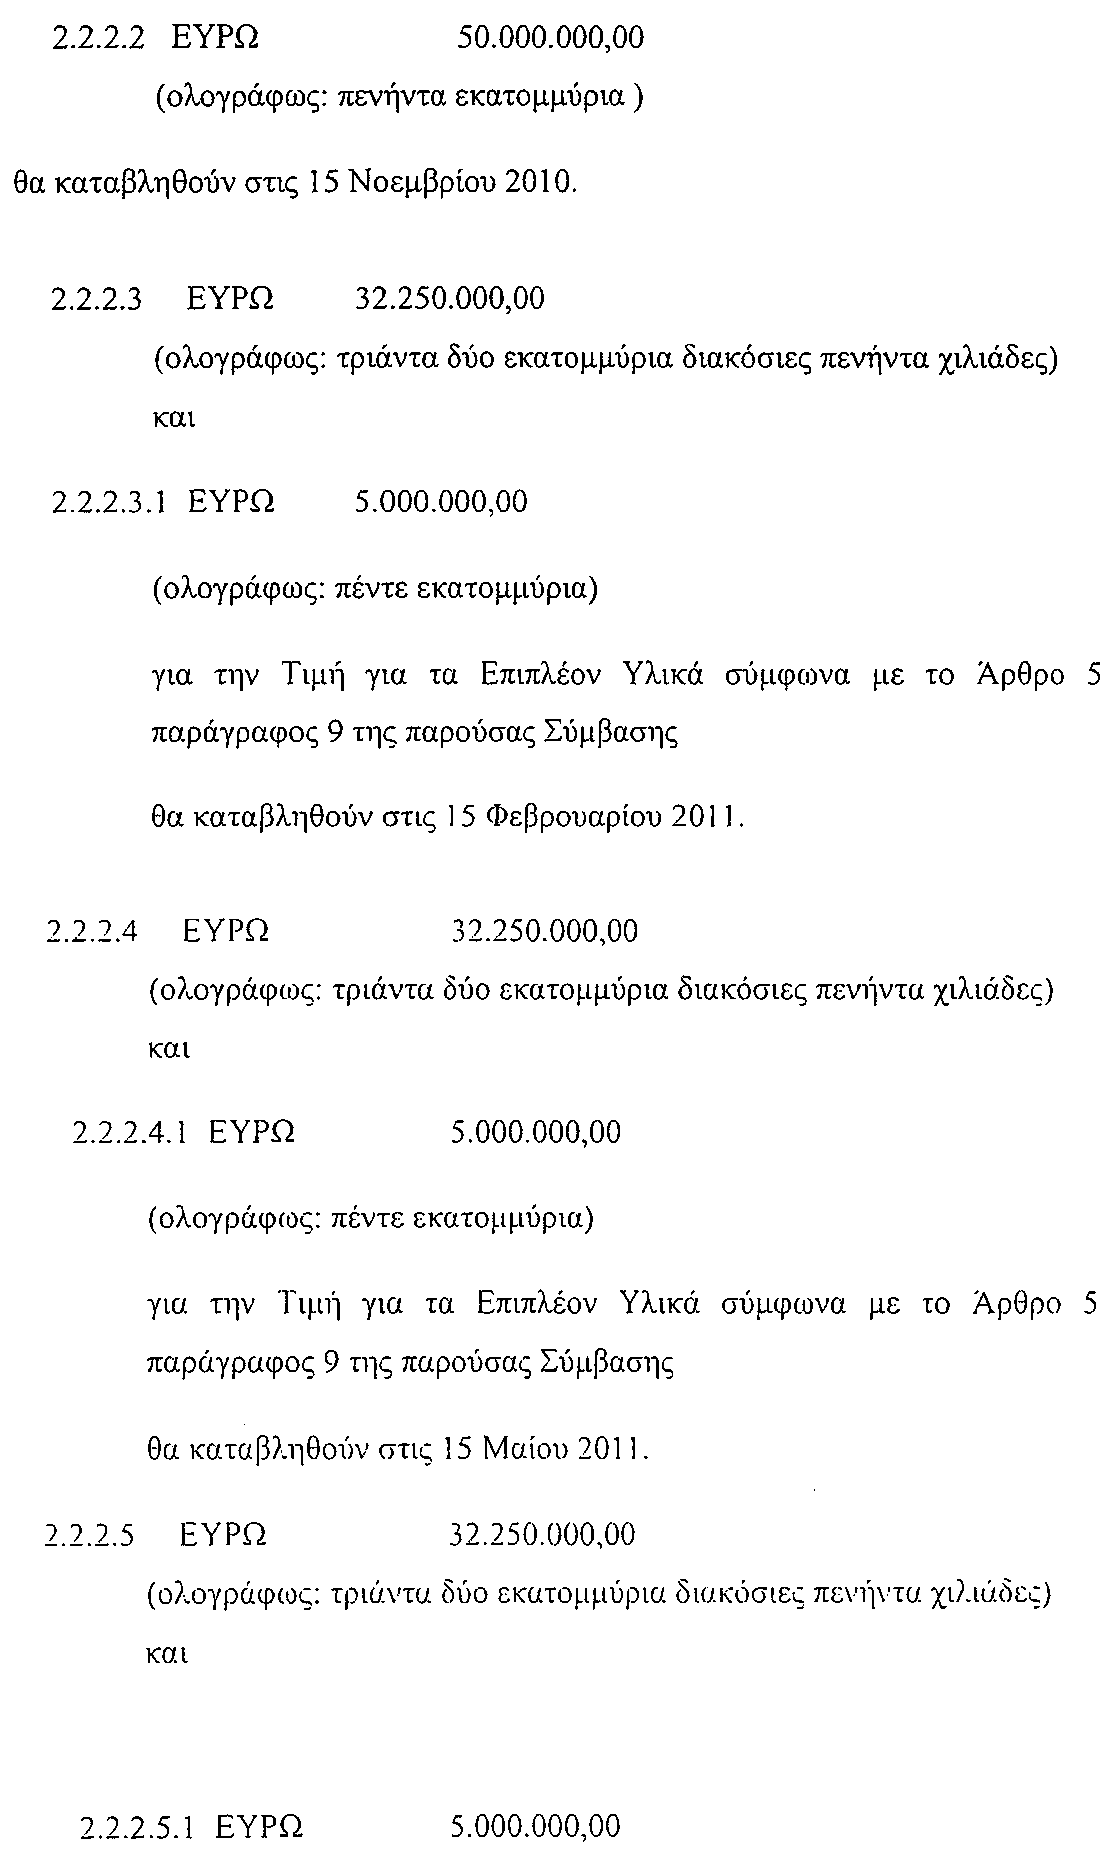 2.2.2.2 ΕΥΡΩ 50.000.000,00
(ολογράφως: πενήντα εκατομμύρια )
θα καταβληθούν στις 15 Νοεμβρίου 2010.
2.2.2.3 ΕΥΡΩ 32.250.000,00
(ολογράφως: τριάντα δύο εκατομμύρια διακόσιες πενήντα χιλιάδες)
και
2.2.2.3.1 ΕΥΡΩ 5.000.000,00
(ολογράφως: πέντε εκατομμύρια)
για την Τιμή για τα Επιπλέον Υλικά σύμφωνα με το Άρθρο 5
παράγραφος 9 της παρούσας Σύμβασης
θα καταβληθούν στις 15 Φεβρουαρίου 2011.
2.2.2.4 ΕΥΡΩ 32.250.000,00
(ολογράφως: τριάντα δύο εκατομμύρια διακόσιες πενήντα χιλιάδες)
και
2.2.2.4.1 ΕΥΡΩ 5.000.000,00
(ολογράφως: πέντε εκατομμύρια)
για την Τιμή για τα Επιπλέον Υλικά σύμφωνα με το Άρθρο 5
παράγραφος 9 της παρούσας Σύμβασης
θα καταβληθούν στις 15 Μαίου 2011.
2.2.2.5 ΕΥΡΩ 32.250.000,00
(ολογράφως: τριάντα δύο εκατομμύρια διακόσιες πενήντα χιλιάδες)
και
2.2.2.5.1 ΕΥΡΩ 5.000.000,00